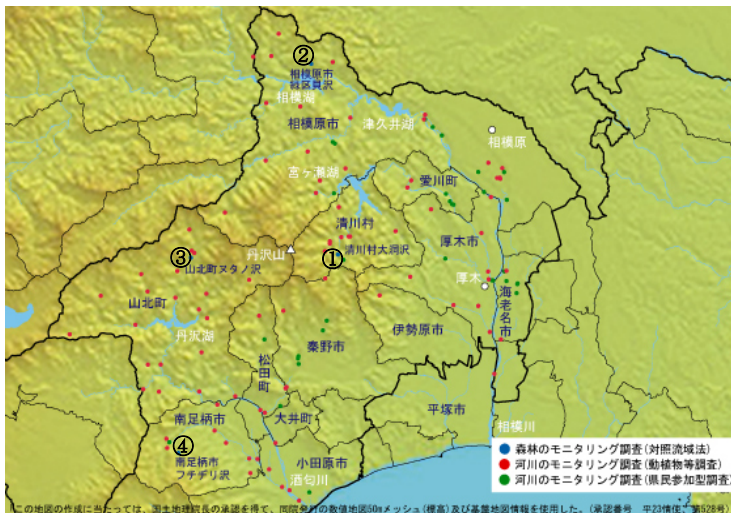 ②
相模原市
緑区貝沢
相模湖
相模原市
津久井湖
相模原
宮ヶ瀬湖
愛川町
清川村
厚木市
③
丹沢山
①
清川村大洞沢
山北町ヌタノ沢
山北町
厚木
海老名市
丹沢湖
伊勢原市
秦野市
松田町
南足柄市
大井町
平塚市
相模川
④
南足柄市
フチヂリ沢
小田原市
酒匂川
森林のモニタリング調査(対照流域法)
河川のモニタリング調査(動植物等調査)
河川のモニタリング調査(県民参加型調査)
この地図の作成に当たっては、国土地理院長の承認を得て、同院発行の数値地図50mメッシュ(標高)及び基盤地図情報を使用した。(承認番号 平23情使、第528号)